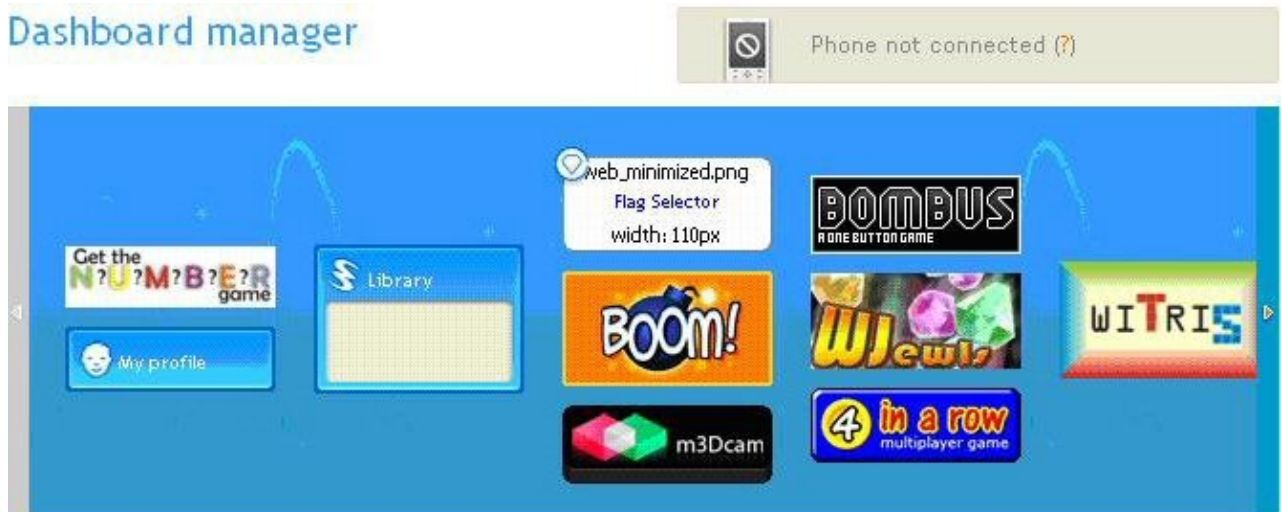 Dashboard manager
Phone not connected (?)
Get the
N?U?M?B?E?R
game
My profile
Library
web_minimized.png
Flag Selector
width: 110px
BOOM!
m3Dcam
BOMBUS
A ONE BUTTON GAME
WJewls
4 in a row
multiplayer game
WITRIS